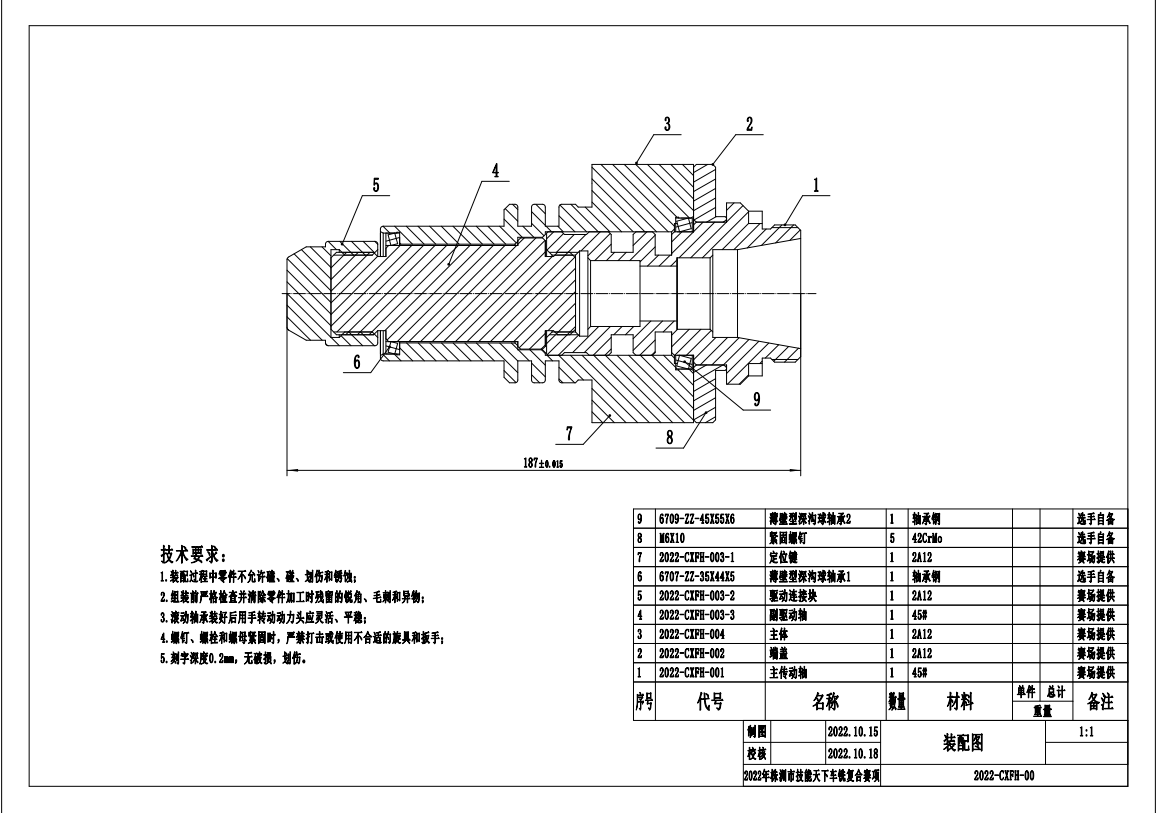 3
2
4
5
1
6
9
7
8
187±0.015
技术要求：
1.装配过程中零件不允许磕、碰、划伤和锈蚀；
2.组装前严格检查并清除零件加工时残留的锐角、毛刺和异物；
3.滚动轴承装好后用手转动动力头应灵活、平稳；
4.螺钉、螺栓和螺母紧固时，严禁打击或使用不合适的旋具和扳手；
5.刻字深度0.2mm，无破损，划伤。
9 6709-ZZ-45X55X6 薄壁型深沟球轴承2 1 轴承钢 选手自备
8 M6X10 紧固螺钉 5 42CrMo 选手自备
7 2022-CXFH-003-1 定位键 1 2A12 赛场提供
6 6707-ZZ-35X44X5 薄壁型深沟球轴承1 1 轴承钢 选手自备
5 2022-CXFH-003-2 驱动连接块 1 2A12 赛场提供
4 2022-CXFH-003-3 副驱动轴 1 45# 赛场提供
3 2022-CXFH-004 主体 1 2A12 赛场提供
2 2022-CXFH-002 端盖 1 2A12 赛场提供
1 2022-CXFH-001 主传动轴 1 45# 赛场提供
序号 代号 名称 数量 材料 单件 总计 备注
重量
制图 2022.10.15 装配图 1:1
校核 2022.10.18
2022年株洲市技能天下车铣复合赛项 2022-CXFH-00